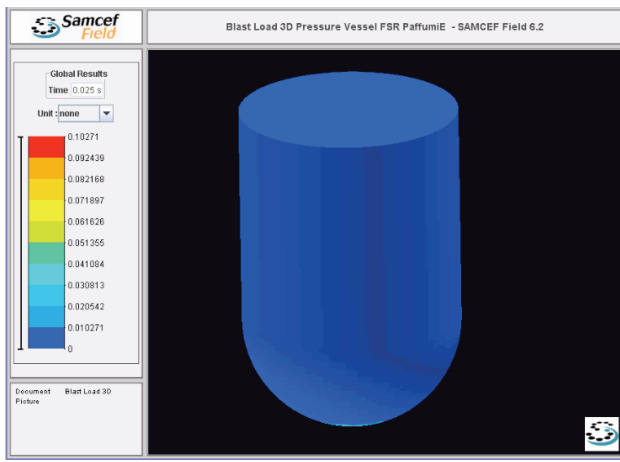 Samcef
Field
Blast Load 3D Pressure Vessel FSR PaffumiE - SAMCEF Field 6.2
Global Results
Time 0.025 s
Unit : none
0.10271
0.092439
0.082168
0.071897
0.061626
0.051355
0.041084
0.030813
0.020542
0.010271
0
Document Blast Load 3D
Picture